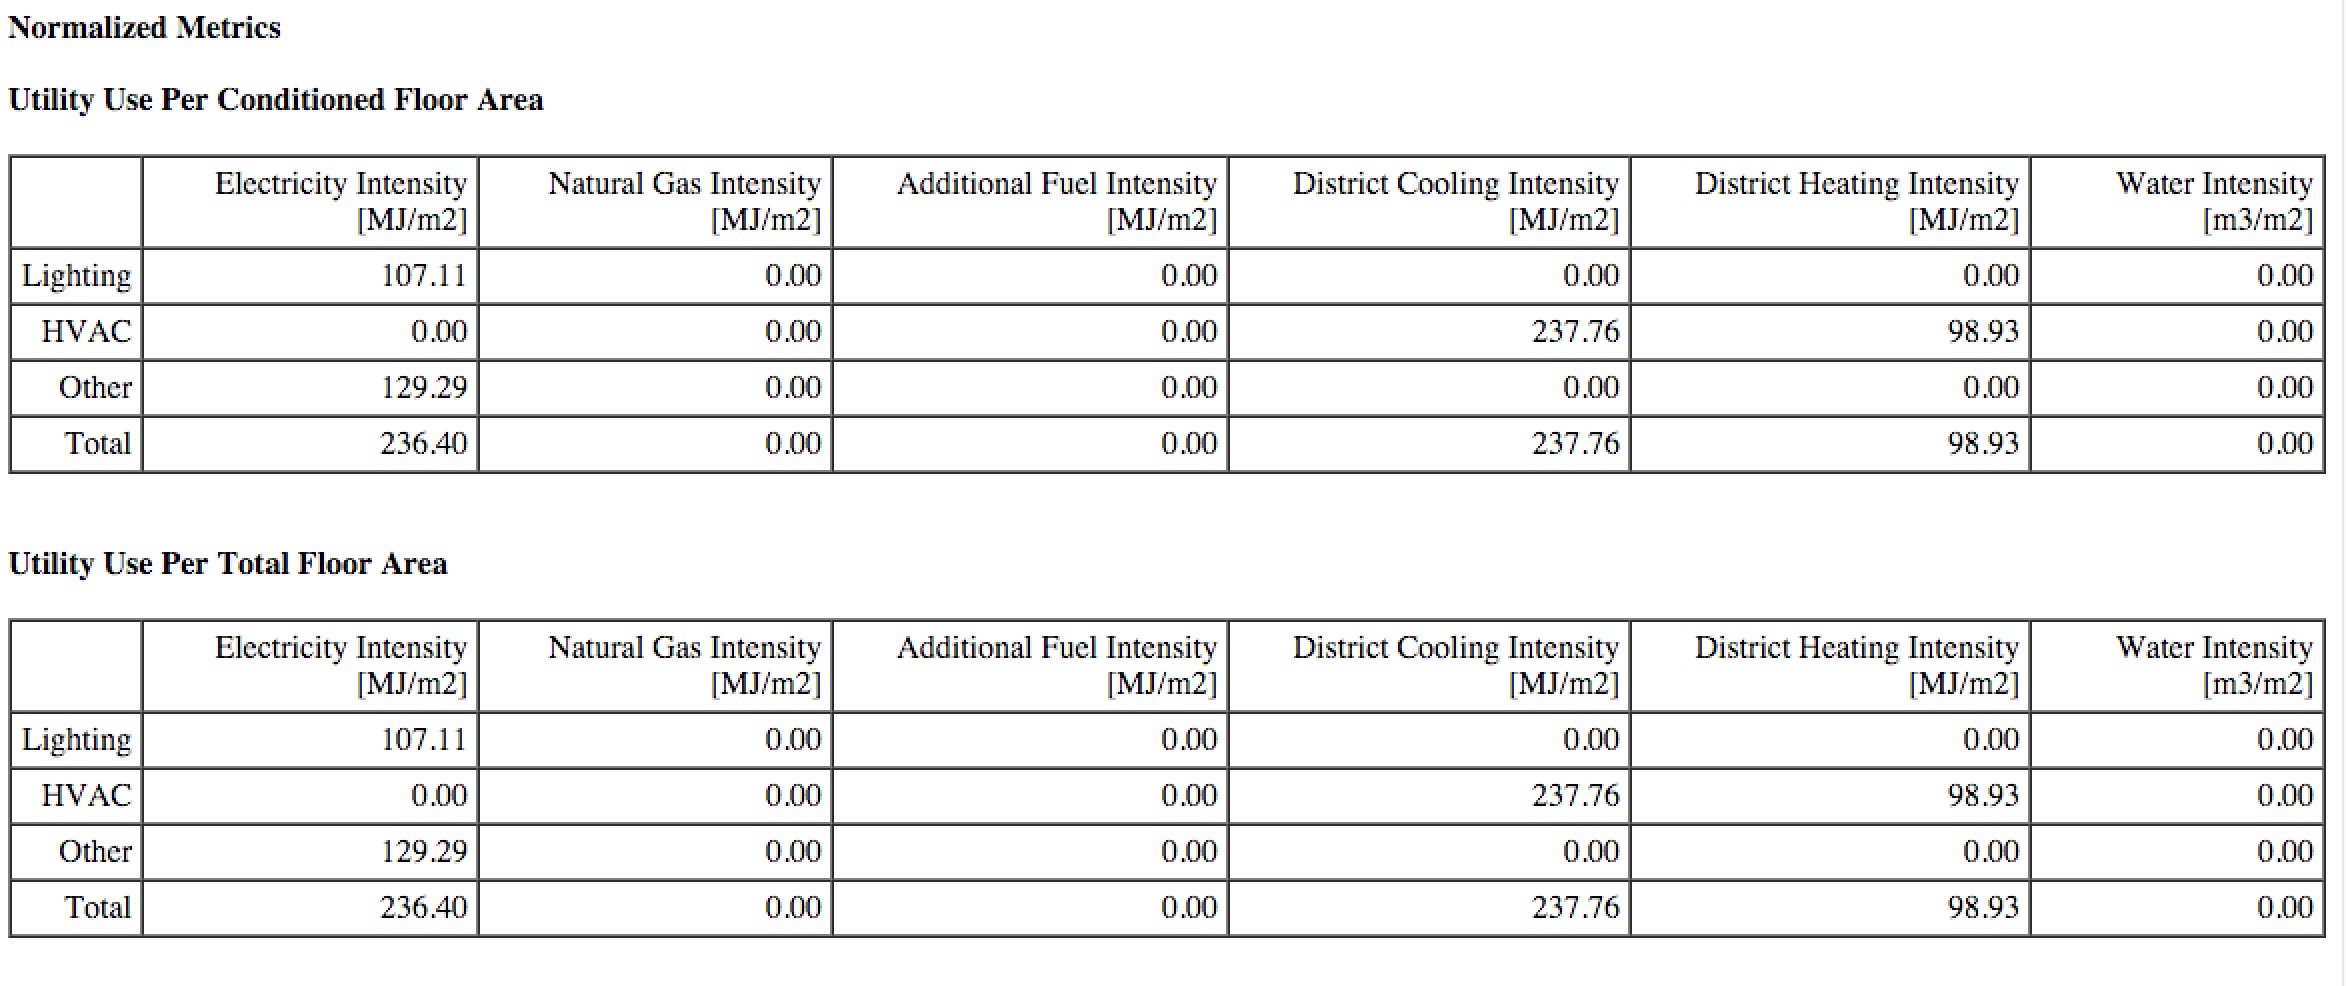 Normalized Metrics
Utility Use Per Conditioned Floor Area
Electricity Intensity Natural Gas Intensity Additional Fuel Intensity District Cooling Intensity District Heating Intensity Water Intensity
[MJ/m2] [MJ/m2] [MJ/m2] [MJ/m2] [MJ/m2] [m3/m2]
Lighting 107.11 0.00 0.00 0.00 0.00 0.00
HVAC 0.00 0.00 0.00 237.76 98.93 0.00
Other 129.29 0.00 0.00 0.00 0.00 0.00
Total 236.40 0.00 0.00 237.76 98.93 0.00
Utility Use Per Total Floor Area
Electricity Intensity Natural Gas Intensity Additional Fuel Intensity District Cooling Intensity District Heating Intensity Water Intensity
[MJ/m2] [MJ/m2] [MJ/m2] [MJ/m2] [MJ/m2] [m3/m2]
Lighting 107.11 0.00 0.00 0.00 0.00 0.00
HVAC 0.00 0.00 0.00 237.76 98.93 0.00
Other 129.29 0.00 0.00 0.00 0.00 0.00
Total 236.40 0.00 0.00 237.76 98.93 0.00